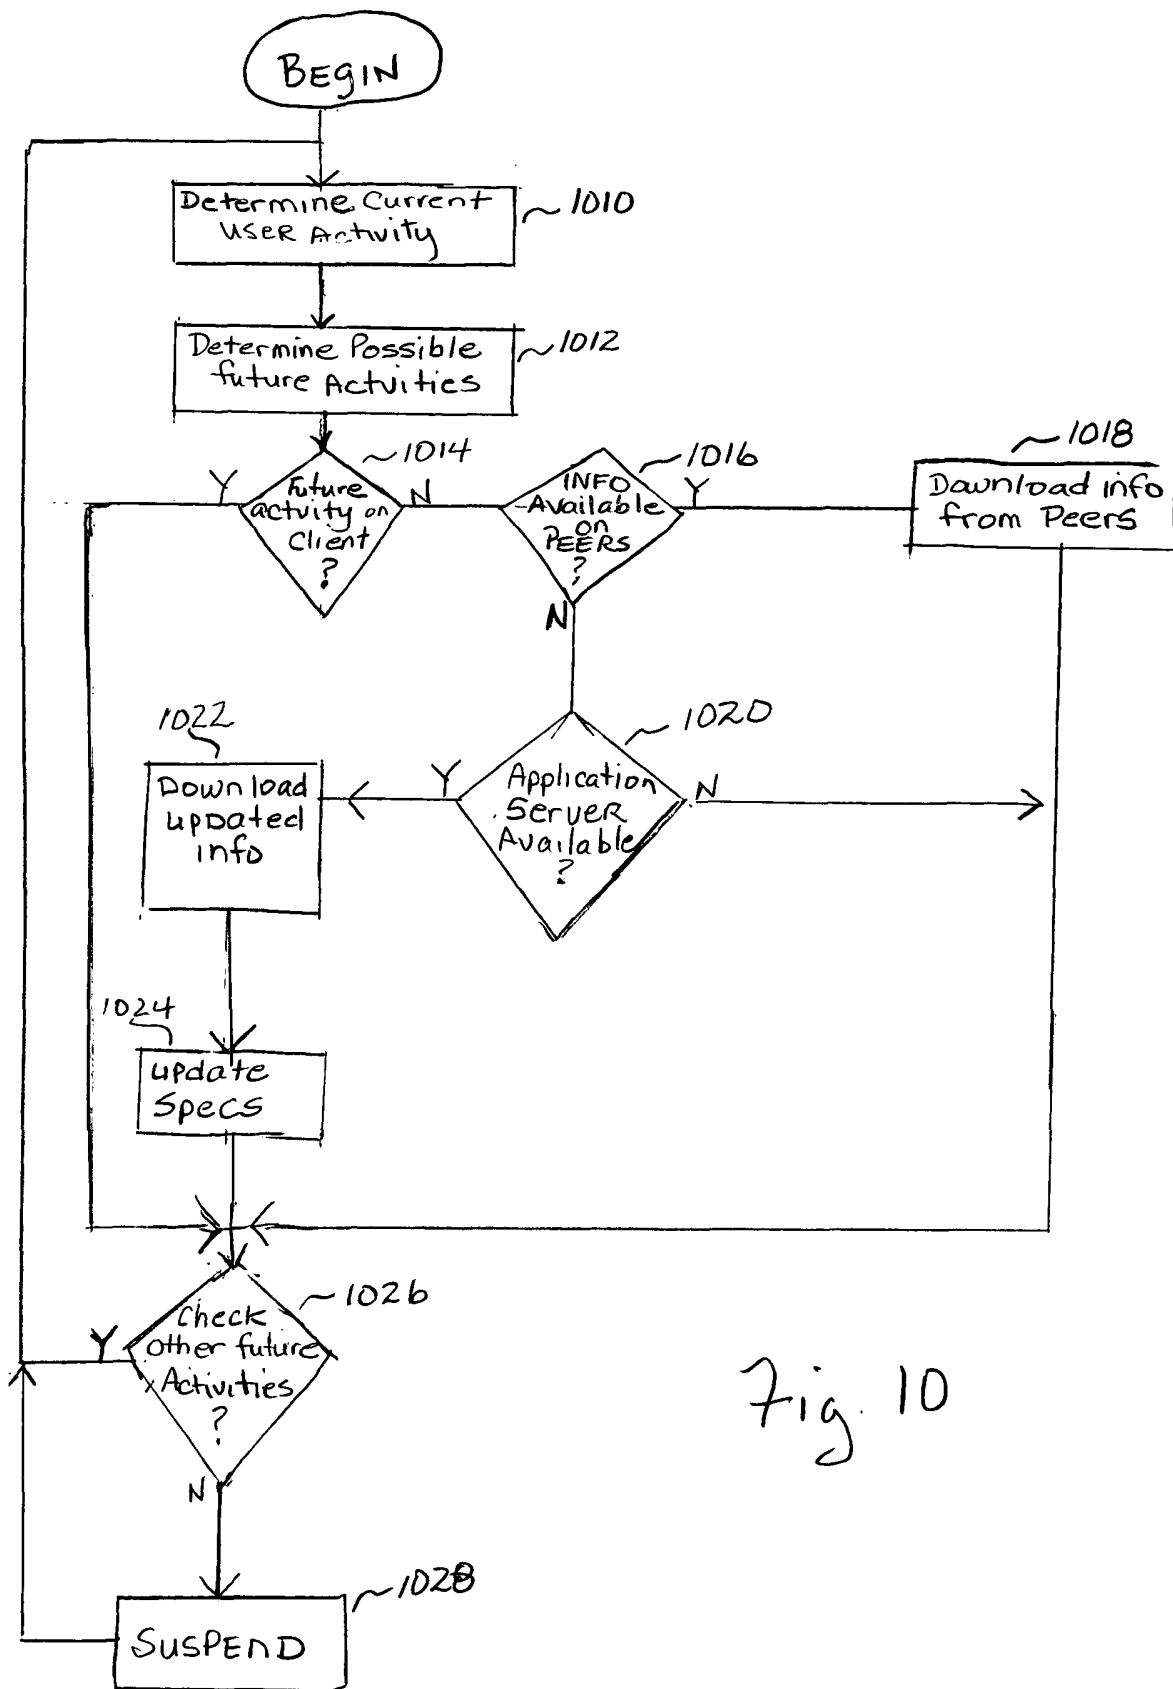 BEGIN
Determine Current
USER Activity
1010
Determine Possible
future Actvities
1012
Future
activity on
Client
?
1014
Y
N
INFO
Available
on
PEERS
?
1016
Y
N
Download info
from Peers
1018
Application
SERVER
Available
?
1020
Y
N
Download
updated
info
1022
update
Specs
1024
Check
other future
Activities
?
1026
Y
N
SUSPEND
1028
Fig. 10